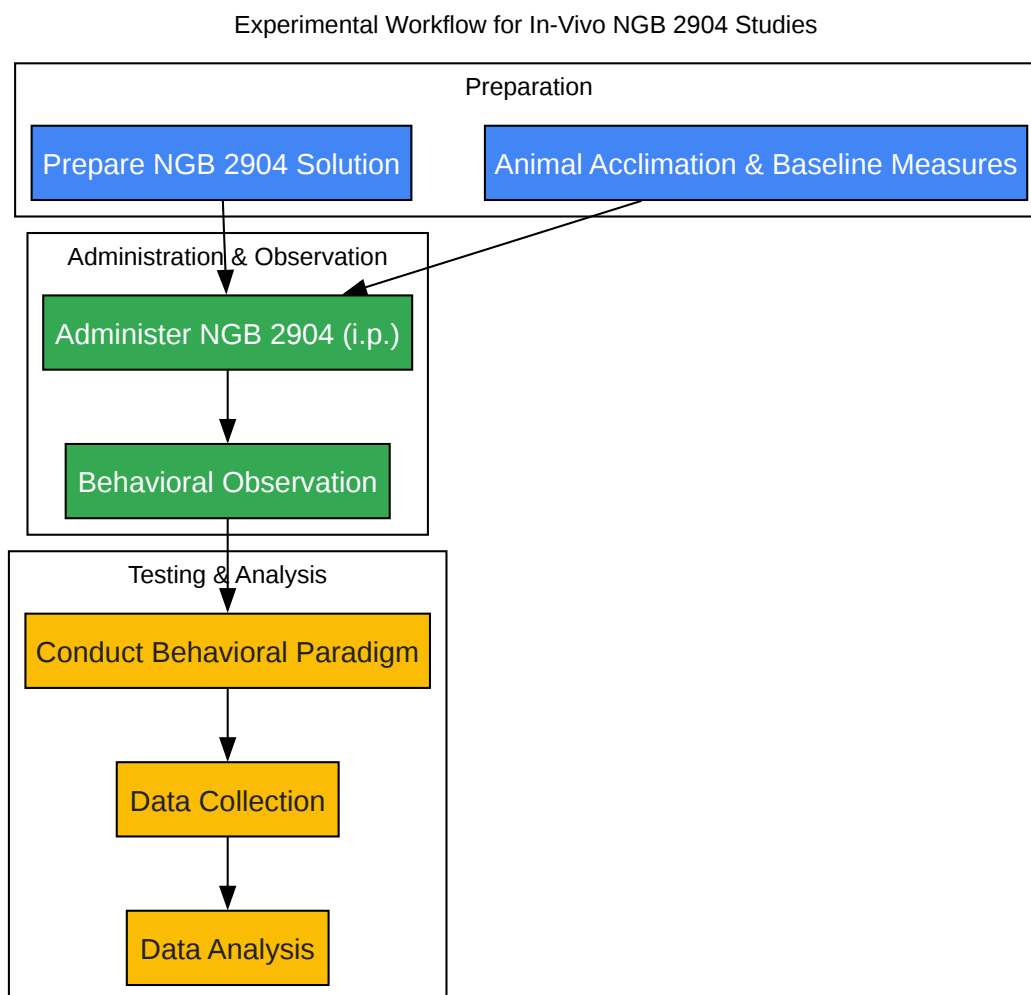 Experimental Workflow for In-Vivo NGB 2904 Studies
Preparation
Prepare NGB 2904 Solution
Animal Acclimation & Baseline Measures
Administration & Observation
Administer NGB 2904 (i.p.)
Behavioral Observation
Testing & Analysis
Conduct Behavioral Paradigm
Data Collection
Data Analysis